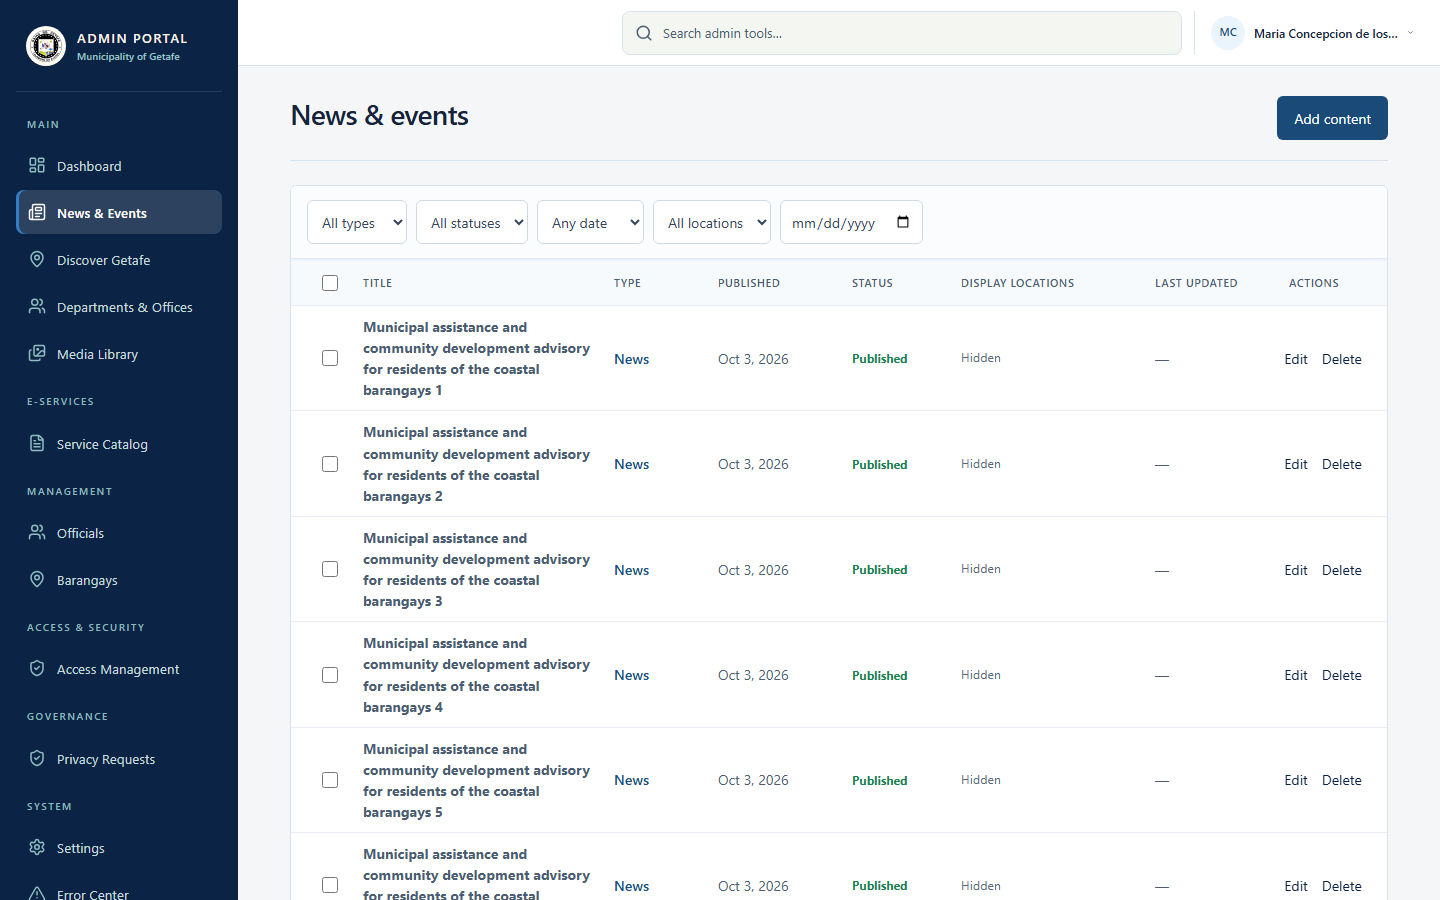 ADMIN PORTAL
Municipality of Getafe
MAIN
Dashboard
News & Events
Discover Getafe
Departments & Offices
Media Library
E-SERVICES
Service Catalog
MANAGEMENT
Officials
Barangays
ACCESS & SECURITY
Access Management
GOVERNANCE
Privacy Requests
SYSTEM
Settings
Error Center
Search admin tools...
MC
Maria Concepcion de los...
News & events
Add content
All types
All statuses
Any date
All locations
mm/dd/yyyy
TITLE TYPE PUBLISHED STATUS DISPLAY LOCATIONS LAST UPDATED ACTIONS
Municipal assistance and
community development advisory
for residents of the coastal
barangays 1
News Oct 3, 2026 Published Hidden — Edit Delete
Municipal assistance and
community development advisory
for residents of the coastal
barangays 2
News Oct 3, 2026 Published Hidden — Edit Delete
Municipal assistance and
community development advisory
for residents of the coastal
barangays 3
News Oct 3, 2026 Published Hidden — Edit Delete
Municipal assistance and
community development advisory
for residents of the coastal
barangays 4
News Oct 3, 2026 Published Hidden — Edit Delete
Municipal assistance and
community development advisory
for residents of the coastal
barangays 5
News Oct 3, 2026 Published Hidden — Edit Delete
Municipal assistance and
community development advisory
for residents of the coastal
News Oct 3, 2026 Published Hidden — Edit Delete